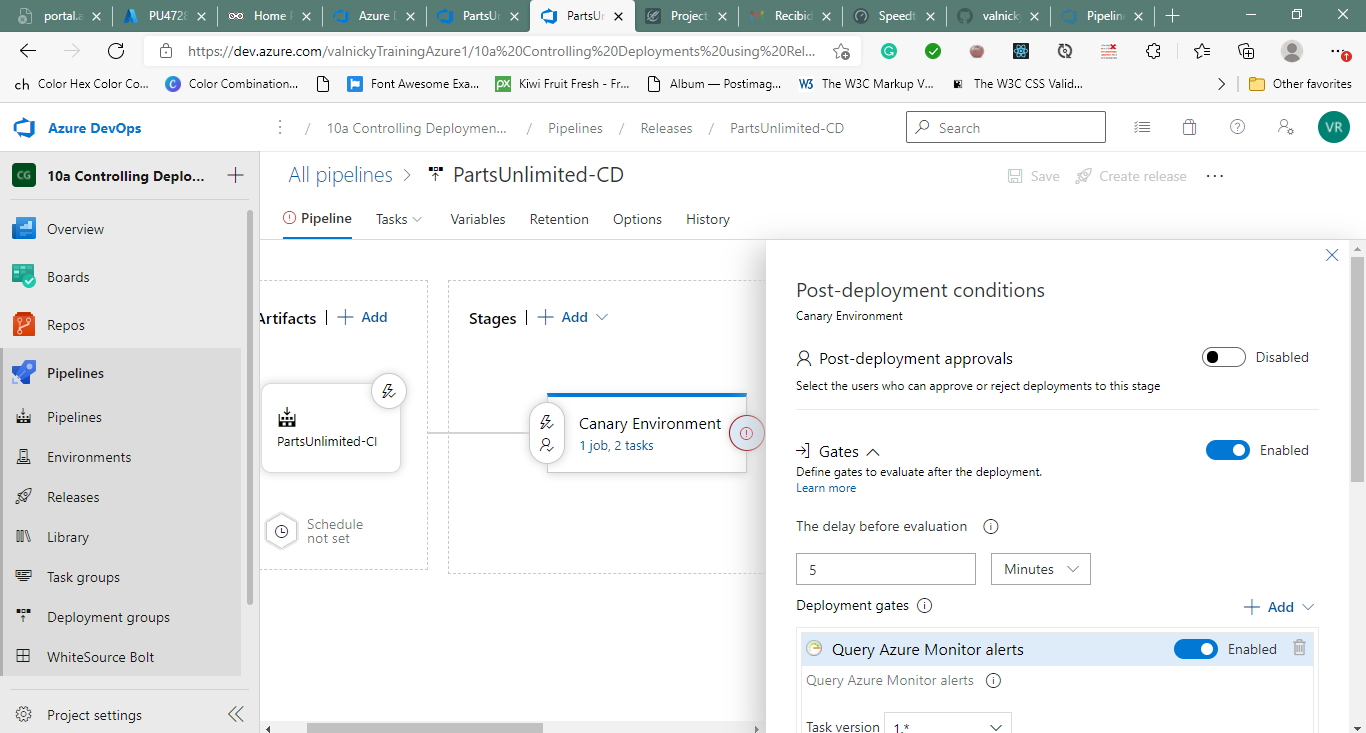 portal.a
PU4728
Home
Azure D
PartsUn
PartsUn
Project
Recibid
Speedt
valnick
Pipelin
https://dev.azure.com/valnickyTrainingAzure1/10a%20Controlling%20Deployments%20using%20Rel...
ch Color Hex Color Co...
C Color Combination...
Font Awesome Exa...
px Kiwi Fruit Fresh - Fr...
Album — Postimag...
W3 The W3C Markup V...
The W3C CSS Valid...
Other favorites
Azure DevOps
/ 10a Controlling Deploymen... / Pipelines / Releases / PartsUnlimited-CD
Search
VR
CG 10a Controlling Deplo...
Overview
Boards
Repos
Pipelines
Pipelines
Environments
Releases
Library
Task groups
Deployment groups
WhiteSource Bolt
Project settings
All pipelines > PartsUnlimited-CD
Save
Create release
Pipeline
Tasks
Variables
Retention
Options
History
Artifacts | + Add
PartsUnlimited-CI
Schedule
not set
Stages | + Add
Canary Environment
1 job, 2 tasks
Post-deployment conditions
Canary Environment
Post-deployment approvals
Disabled
Select the users who can approve or reject deployments to this stage
Gates
Enabled
Define gates to evaluate after the deployment.
Learn more
The delay before evaluation
5
Minutes
Deployment gates
+ Add
Query Azure Monitor alerts
Enabled
Query Azure Monitor alerts
Task version 1.*